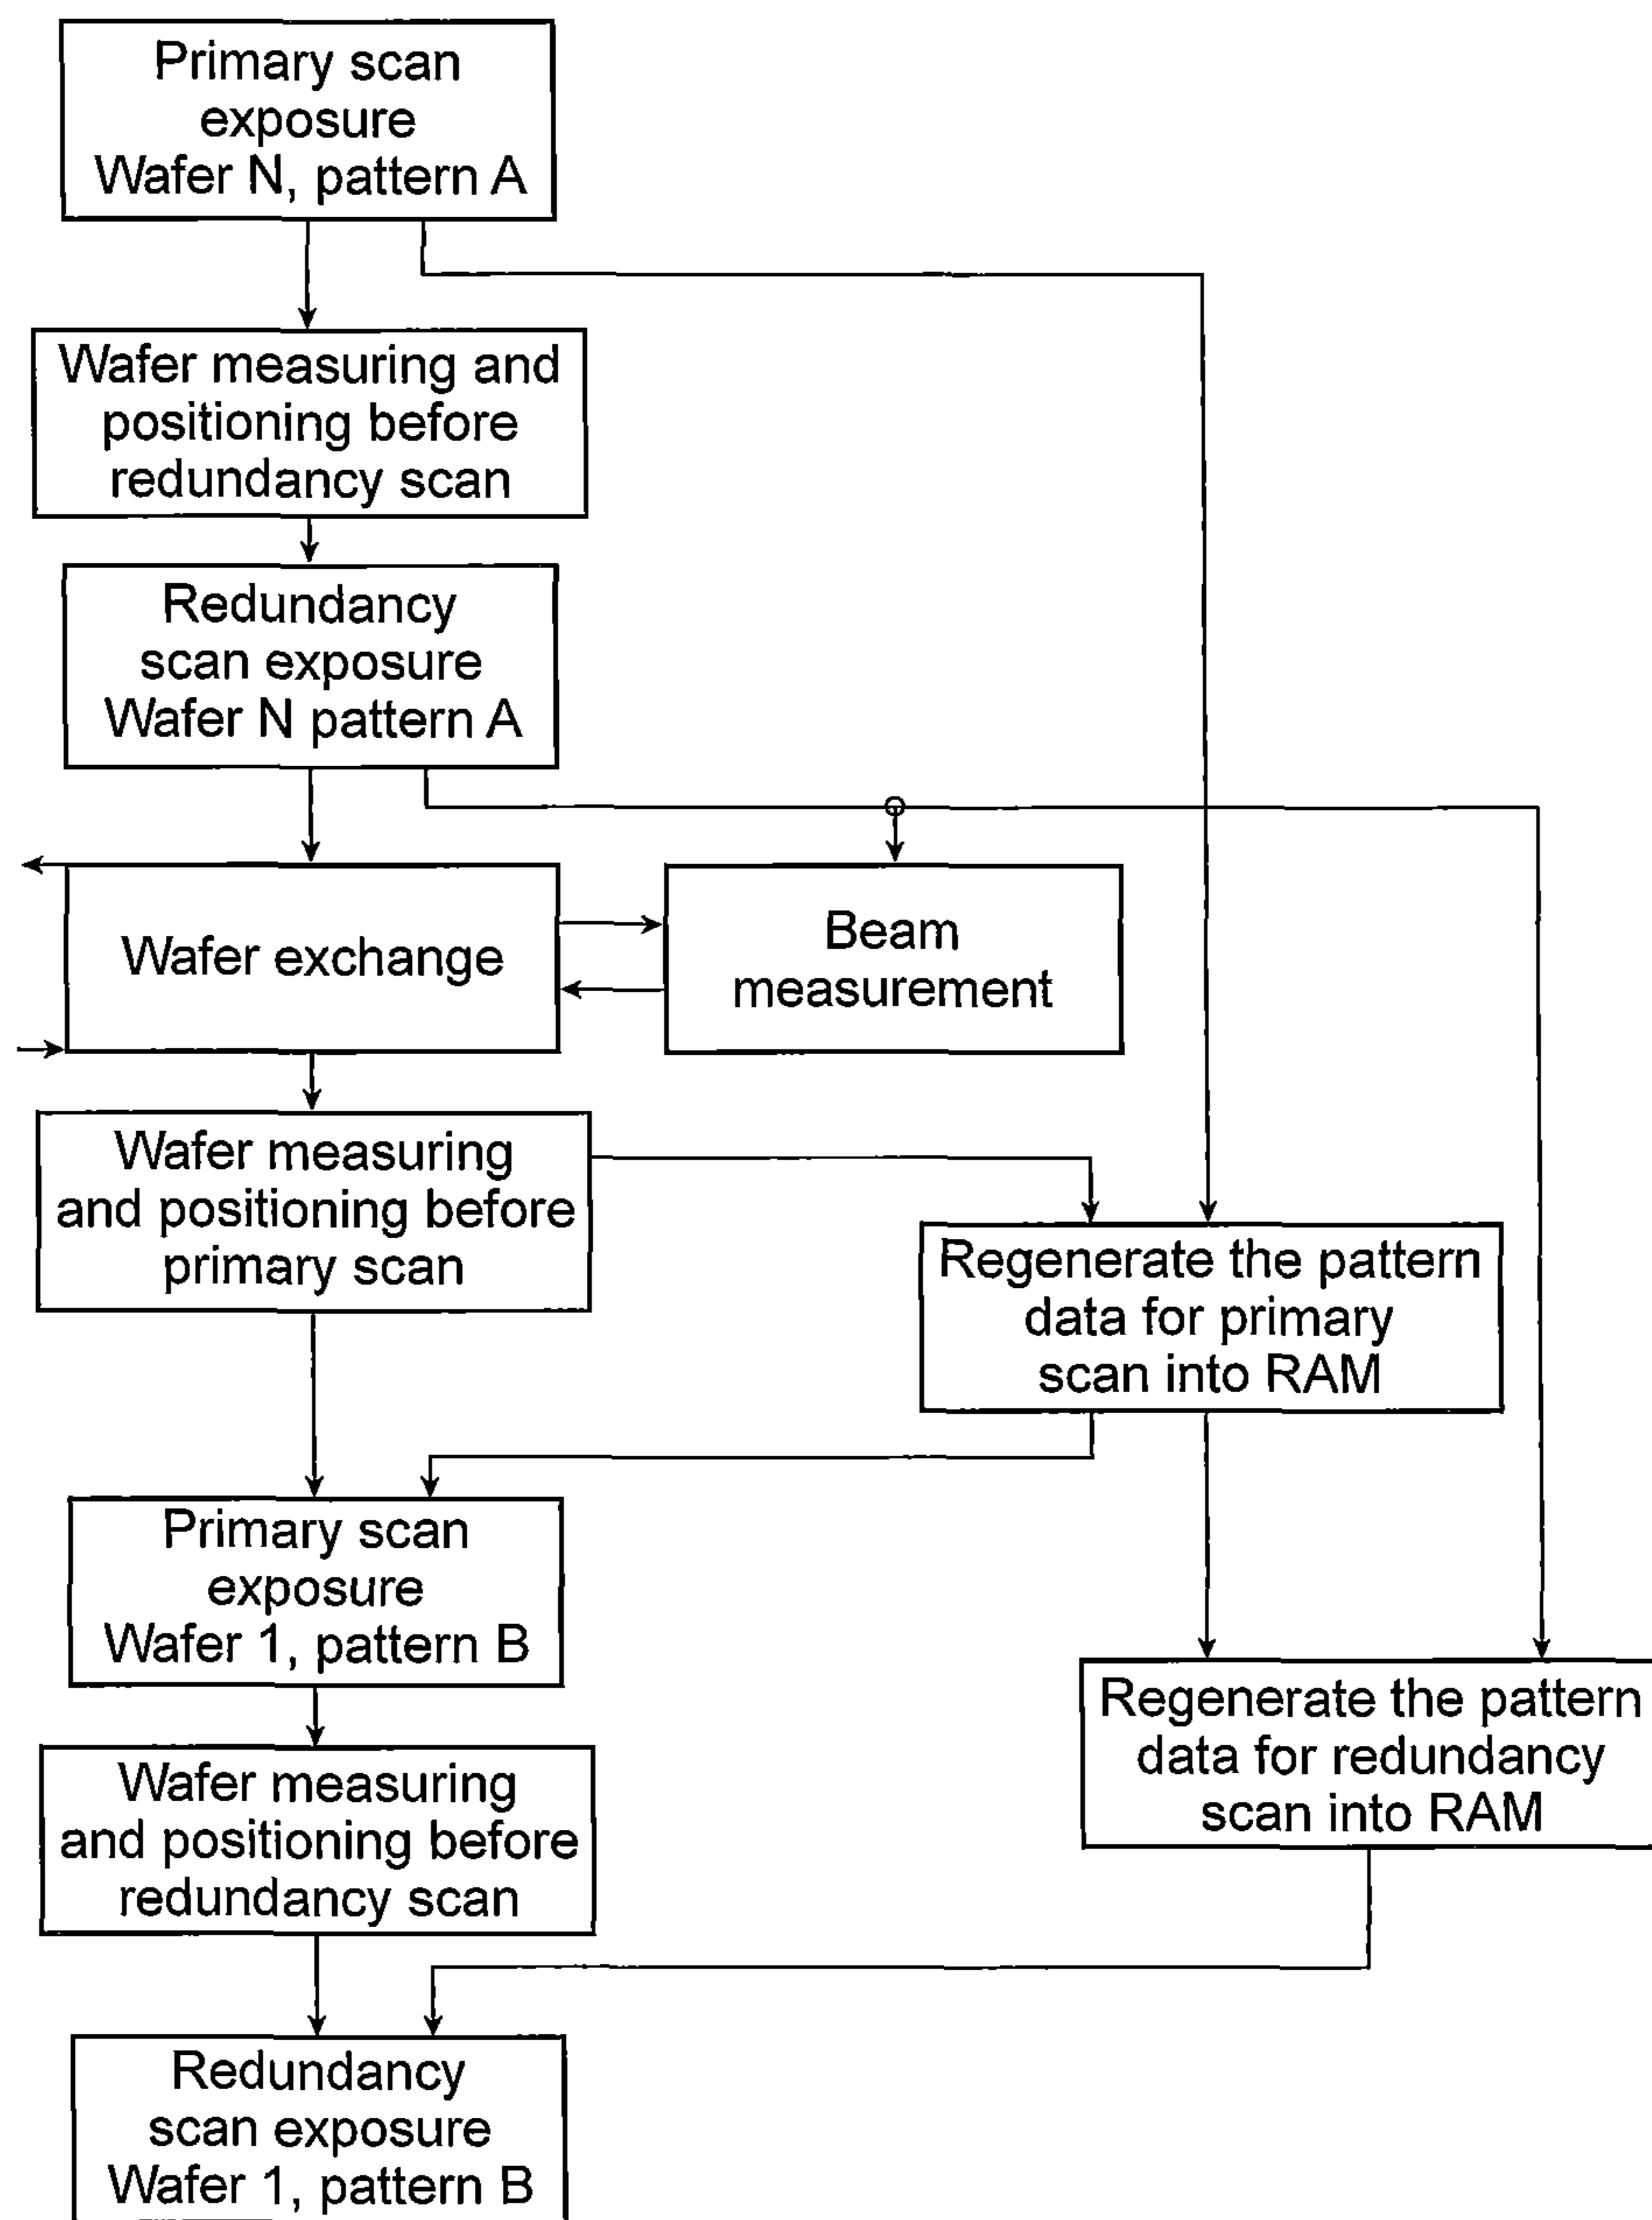 Primary scan
exposure
Wafer N, pattern A
Wafer measuring and
positioning before
redundancy scan
Redundancy
scan exposure
Wafer N pattern A
Wafer exchange
Beam
measurement
Wafer measuring
and positioning before
primary scan
Regenerate the pattern
data for primary
scan into RAM
Primary scan
exposure
Wafer 1, pattern B
Regenerate the pattern
data for redundancy
scan into RAM
Wafer measuring
and positioning before
redundancy scan
Redundancy
scan exposure
Wafer 1, pattern B